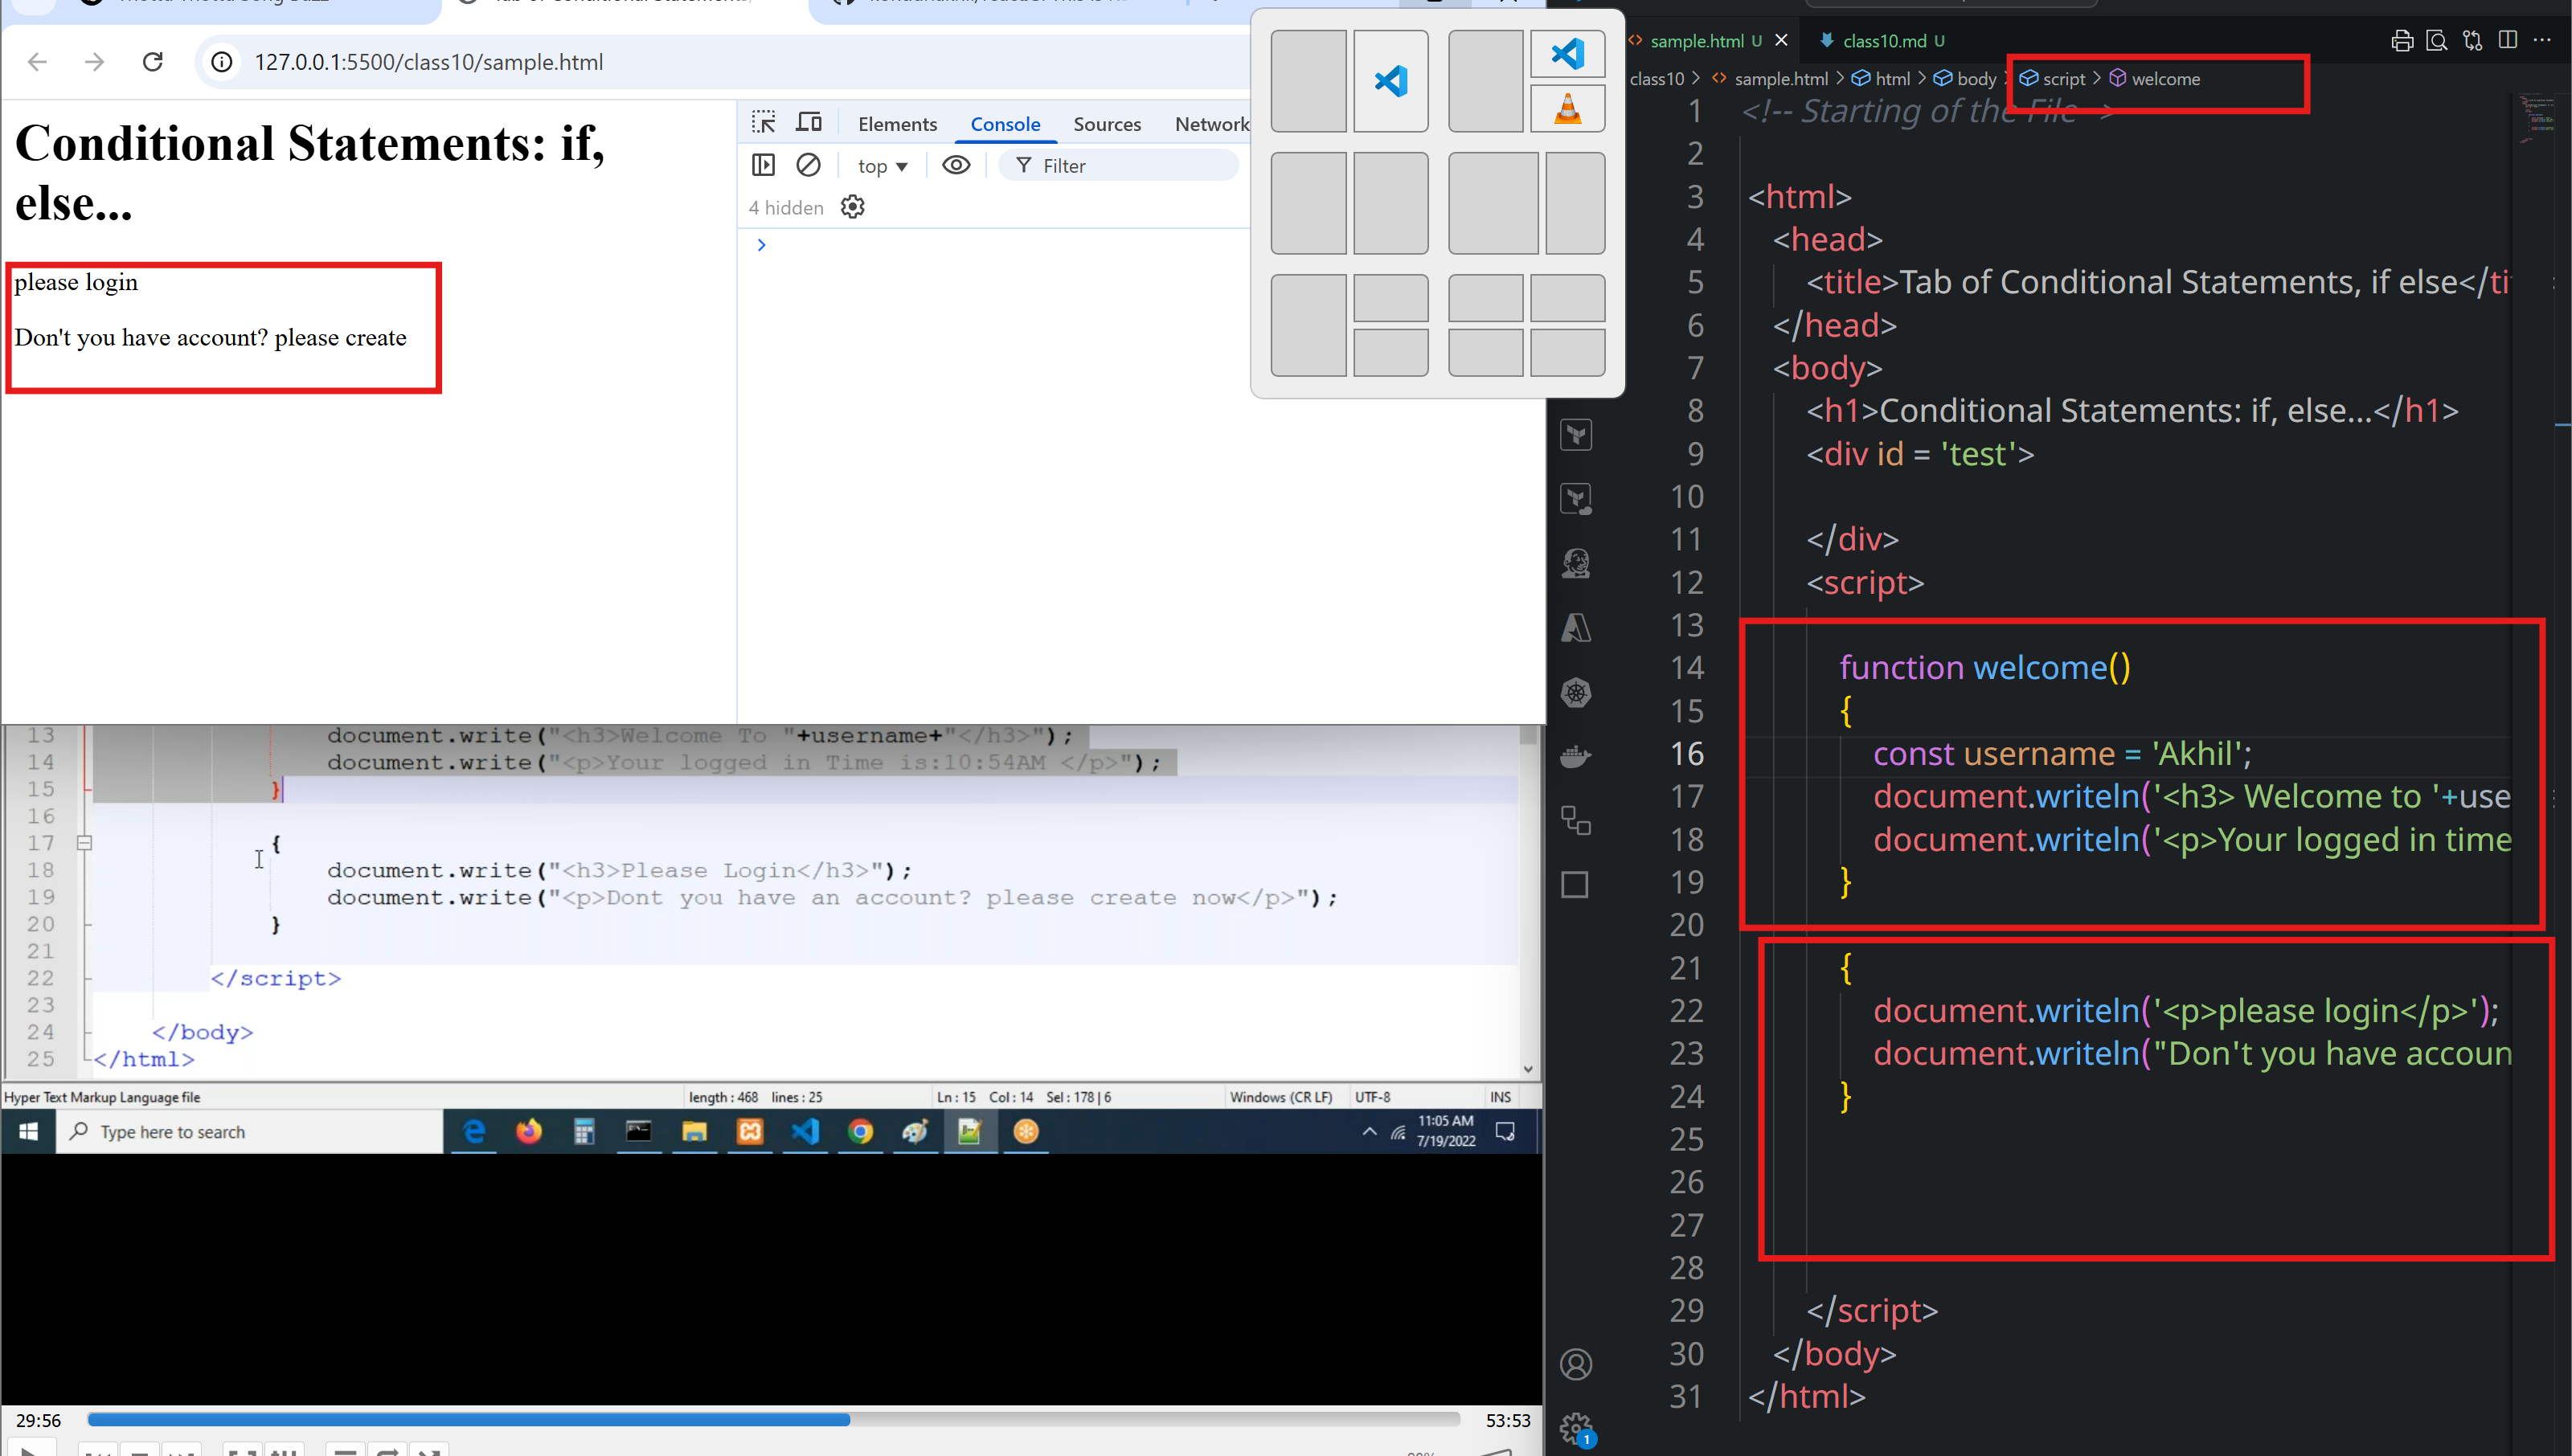 127.0.0.1:5500/class10/sample.html
Conditional Statements: if,
else...
please login
Don't you have account? please create
Elements
Console
Sources
Network
top
Filter
4 hidden
13 document.write("<h3>Welcome To "+username+"</h3>");
14 document.write("<p>Your logged in Time is:10:54AM </p>");
15 }
16
17 {
18 document.write("<h3>Please Login</h3>");
19 document.write("<p>Dont you have an account? please create now</p>");
20 }
21
22 </script>
23
24 </body>
25 </html>
Hyper Text Markup Language file
length : 468 lines : 25
Ln : 15 Col : 14 Sel : 178 | 6
Windows (CR LF)
UTF-8
INS
Type here to search
11:05 AM
7/19/2022
29:56
53:53
sample.html U
class10.md U
class10 > sample.html > html > body > script > welcome
1 <!-- Starting of the File
2
3 <html>
4 <head>
5 <title>Tab of Conditional Statements, if else</ti
6 </head>
7 <body>
8 <h1>Conditional Statements: if, else...</h1>
9 <div id = 'test'>
10
11 </div>
12 <script>
13
14 function welcome()
15 {
16 const username = 'Akhil';
17 document.writeln('<h3> Welcome to '+use
18 document.writeln('<p>Your logged in time
19 }
20
21 {
22 document.writeln('<p>please login</p>');
23 document.writeln("Don't you have accoun
24 }
25
26
27
28
29 </script>
30 </body>
31 </html>
1